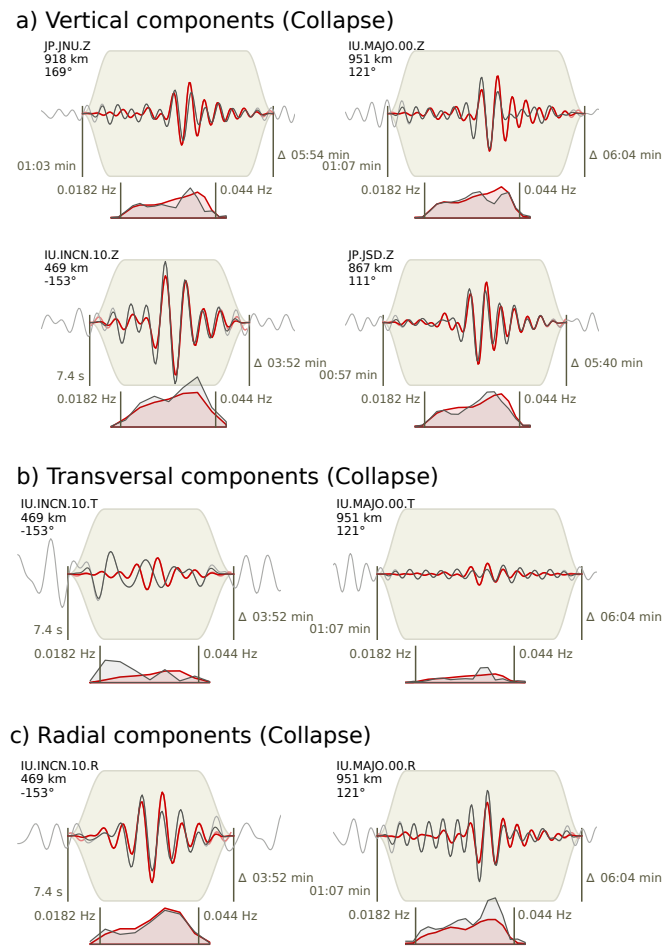 a) Vertical components (Collapse)
JP.JNU.Z
918 km
169°
01:03 min
Δ 05:54 min
0.0182 Hz
0.044 Hz
IU.MAJO.00.Z
951 km
121°
01:07 min
Δ 06:04 min
0.0182 Hz
0.044 Hz
IU.INCN.10.Z
469 km
-153°
7.4 s
Δ 03:52 min
0.0182 Hz
0.044 Hz
JP.JSD.Z
867 km
111°
00:57 min
Δ 05:40 min
0.0182 Hz
0.044 Hz
b) Transversal components (Collapse)
IU.INCN.10.T
469 km
-153°
7.4 s
Δ 03:52 min
0.0182 Hz
0.044 Hz
IU.MAJO.00.T
951 km
121°
01:07 min
Δ 06:04 min
0.0182 Hz
0.044 Hz
c) Radial components (Collapse)
IU.INCN.10.R
469 km
-153°
7.4 s
Δ 03:52 min
0.0182 Hz
0.044 Hz
IU.MAJO.00.R
951 km
121°
01:07 min
Δ 06:04 min
0.0182 Hz
0.044 Hz